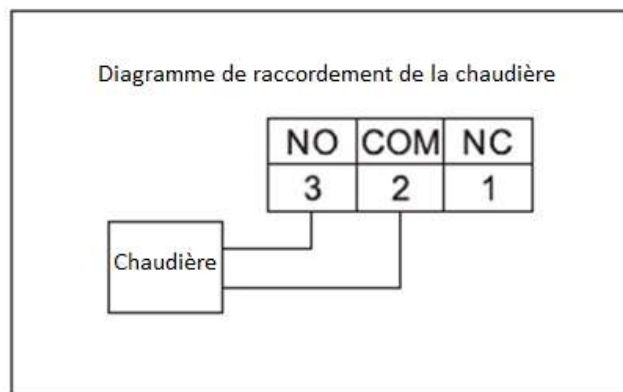 Diagramme de raccordement de la chaudière
NO COM NC
3 2 1
Chaudière